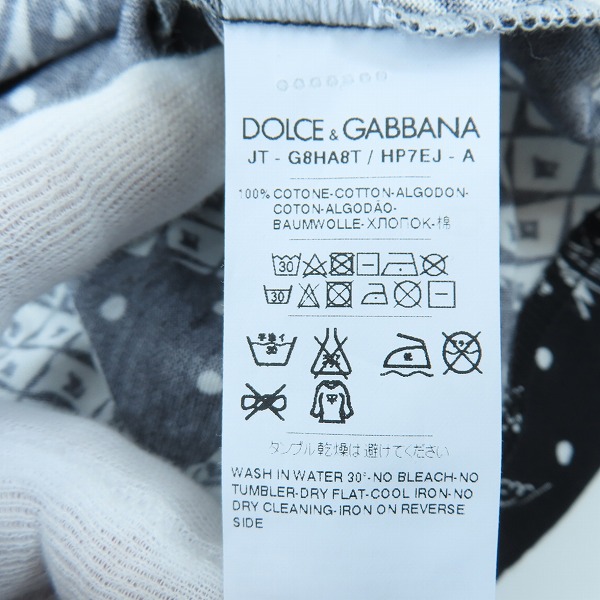 DOLCE & GABBANA
JT - G8HA8T / HP7EJ - A
100% COTONE-COTTON-ALGODON-
COTON-ALGODÃO-
BAUMWOLLE-ХЛОПОК-棉
30
30
手洗イ
30
タンブル乾燥は避けてください
WASH IN WATER 30°-NO BLEACH-NO
TUMBLER-DRY FLAT-COOL IRON-NO
DRY CLEANING-IRON ON REVERSE
SIDE